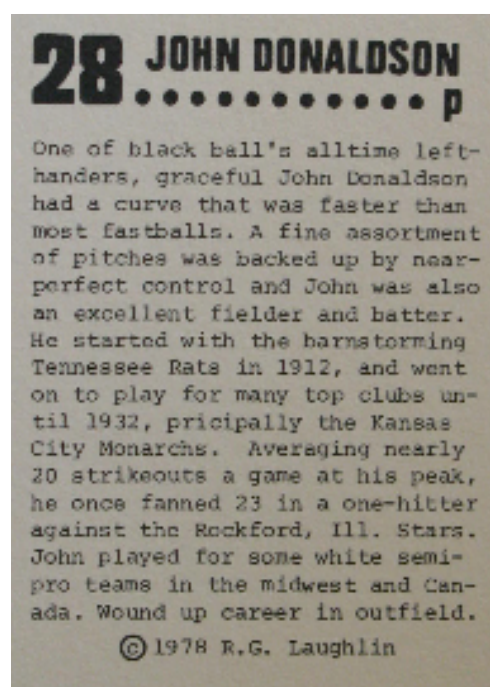 28 JOHN DONALDSON
............ p
One of black ball's alltime left-
handers, graceful John Donaldson
had a curve that was faster than
most fastballs. A fine assortment
of pitches was backed up by near-
perfect control and John was also
an excellent fielder and batter.
He started with the barnstorming
Tennessee Rats in 1912, and went
on to play for many top clubs un-
til 1932, pricipally the Kansas
City Monarchs.  Averaging nearly
20 strikeouts a game at his peak,
he once fanned 23 in a one-hitter
against the Rockford, Ill. Stars.
John played for some white semi-
pro teams in the midwest and Can-
ada. Wound up career in outfield.
© 1978 R.G. Laughlin